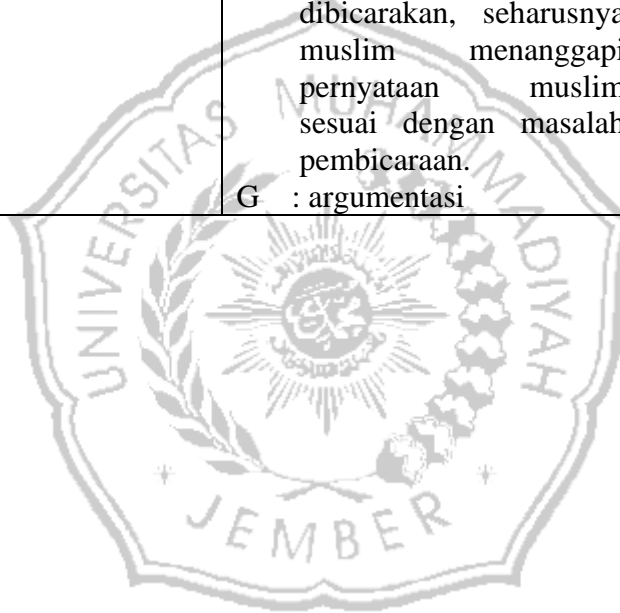 dibicarakan, seharusnya
muslim menanggapi
pernyataan muslim
sesuai dengan masalah
pembicaraan.
G : argumentasi
UNIVERSITAS MUHAMMADIYAH
JEMBER